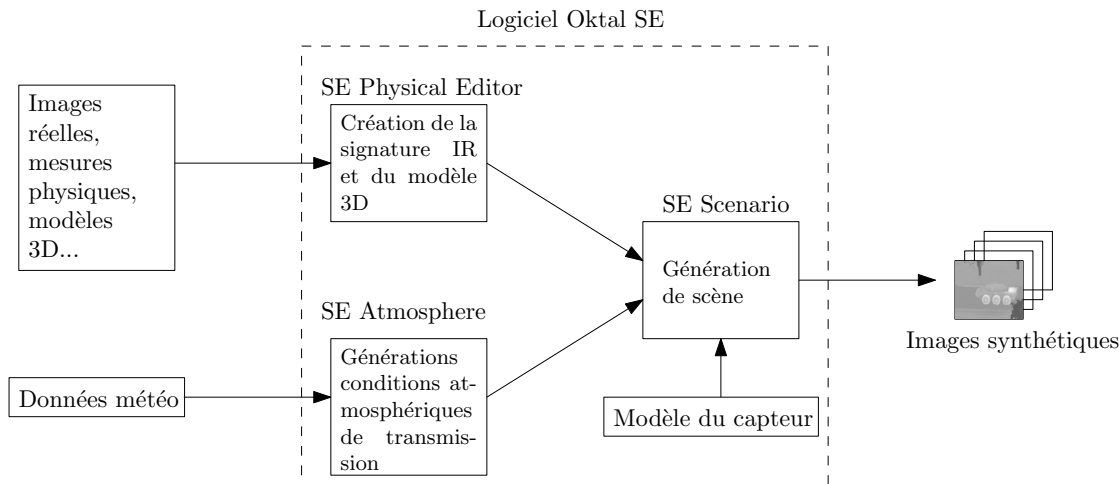 Logiciel Oktal SE
SE Physical Editor
Images
réelles,
mesures
physiques,
modèles
3D...
Création de la
signature IR
et du modèle
3D
SE Scenario
Génération
de scène
SE Atmosphere
Générations
conditions at-
mosphériques
de transmis-
sion
Données météo
Modèle du capteur
Images synthétiques